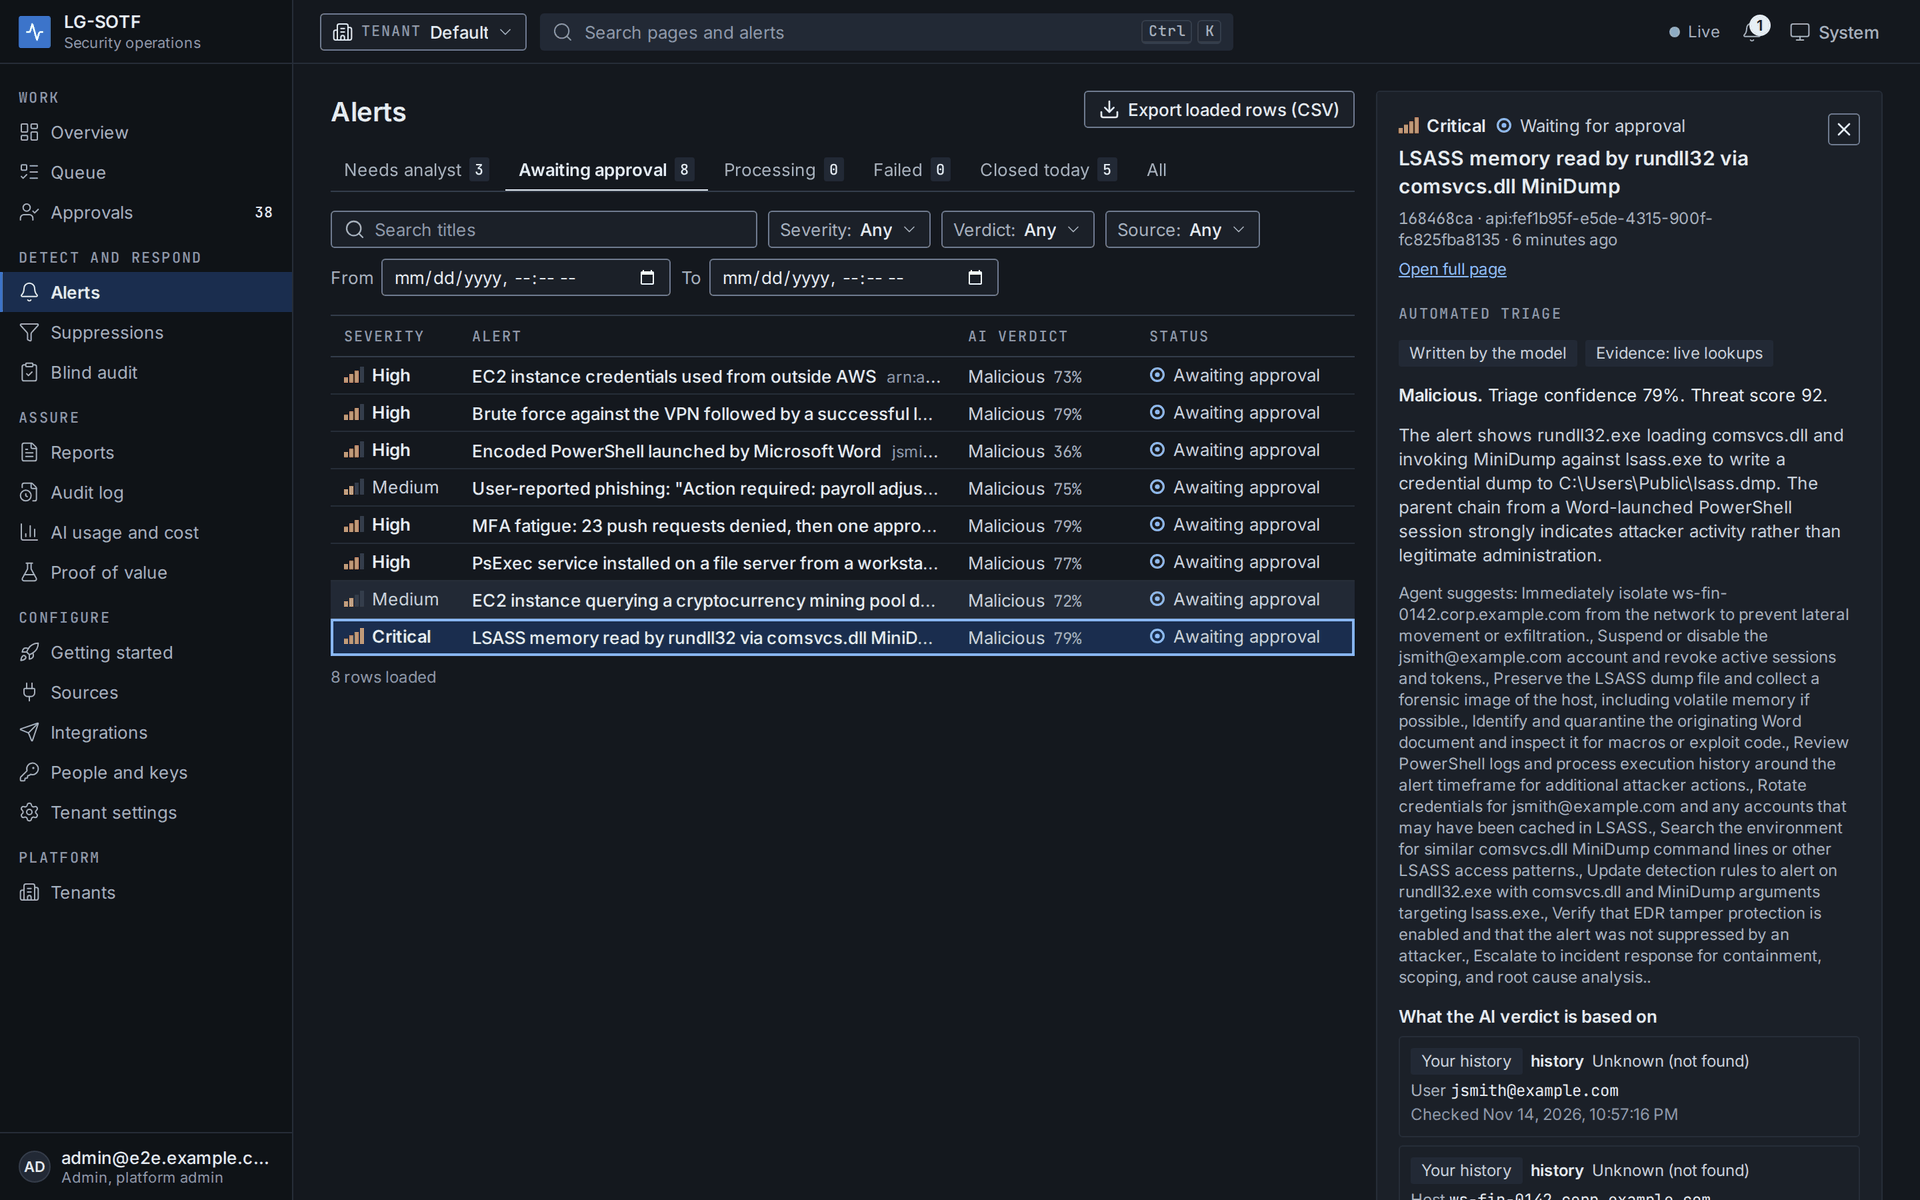 LG-SOTF
Security operations
TENANT Default
Search pages and alerts
Ctrl K
Live
1
System
WORK
Overview
Queue
Approvals 38
DETECT AND RESPOND
Alerts
Suppressions
Blind audit
ASSURE
Reports
Audit log
AI usage and cost
Proof of value
CONFIGURE
Getting started
Sources
Integrations
People and keys
Tenant settings
PLATFORM
Tenants
AD
admin@e2e.example.c...
Admin, platform admin
Alerts
Export loaded rows (CSV)
Needs analyst 3 Awaiting approval 8 Processing 0 Failed 0 Closed today 5 All
Search titles
Severity: Any
Verdict: Any
Source: Any
From mm/dd/yyyy, --:-- -- To mm/dd/yyyy, --:-- --
SEVERITY ALERT AI VERDICT STATUS
High EC2 instance credentials used from outside AWS arn:a... Malicious 73% Awaiting approval
High Brute force against the VPN followed by a successful l... Malicious 79% Awaiting approval
High Encoded PowerShell launched by Microsoft Word jsmi... Malicious 36% Awaiting approval
Medium User-reported phishing: "Action required: payroll adjus... Malicious 75% Awaiting approval
High MFA fatigue: 23 push requests denied, then one appro... Malicious 79% Awaiting approval
High PsExec service installed on a file server from a worksta... Malicious 77% Awaiting approval
Medium EC2 instance querying a cryptocurrency mining pool d... Malicious 72% Awaiting approval
Critical LSASS memory read by rundll32 via comsvcs.dll MiniD... Malicious 79% Awaiting approval
8 rows loaded
Critical Waiting for approval
LSASS memory read by rundll32 via
comsvcs.dll MiniDump
168468ca · api:fef1b95f-e5de-4315-900f-
fc825fba8135 · 6 minutes ago
Open full page
AUTOMATED TRIAGE
Written by the model Evidence: live lookups
Malicious. Triage confidence 79%. Threat score 92.
The alert shows rundll32.exe loading comsvcs.dll and
invoking MiniDump against lsass.exe to write a
credential dump to C:\Users\Public\lsass.dmp. The
parent chain from a Word-launched PowerShell
session strongly indicates attacker activity rather than
legitimate administration.
Agent suggests: Immediately isolate ws-fin-
0142.corp.example.com from the network to prevent lateral
movement or exfiltration., Suspend or disable the
jsmith@example.com account and revoke active sessions
and tokens., Preserve the LSASS dump file and collect a
forensic image of the host, including volatile memory if
possible., Identify and quarantine the originating Word
document and inspect it for macros or exploit code., Review
PowerShell logs and process execution history around the
alert timeframe for additional attacker actions., Rotate
credentials for jsmith@example.com and any accounts that
may have been cached in LSASS., Search the environment
for similar comsvcs.dll MiniDump command lines or other
LSASS access patterns., Update detection rules to alert on
rundll32.exe with comsvcs.dll and MiniDump arguments
targeting lsass.exe., Verify that EDR tamper protection is
enabled and that the alert was not suppressed by an
attacker., Escalate to incident response for containment,
scoping, and root cause analysis..
What the AI verdict is based on
Your history history Unknown (not found)
User jsmith@example.com
Checked Nov 14, 2026, 10:57:16 PM
Your history history Unknown (not found)
Host ws-fin-0142.corp.example.com